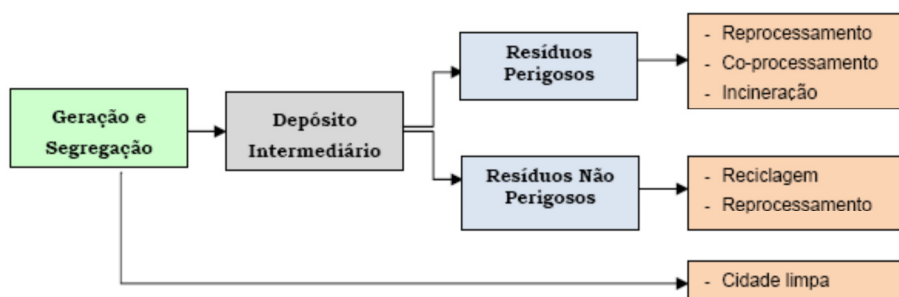 Geração e
Segregação
Depósito
Intermediário
Resíduos
Perigosos
- Reprocessamento
- Co-processamento
- Incineração
Resíduos Não
Perigosos
- Reciclagem
- Reprocessamento
- Cidade limpa